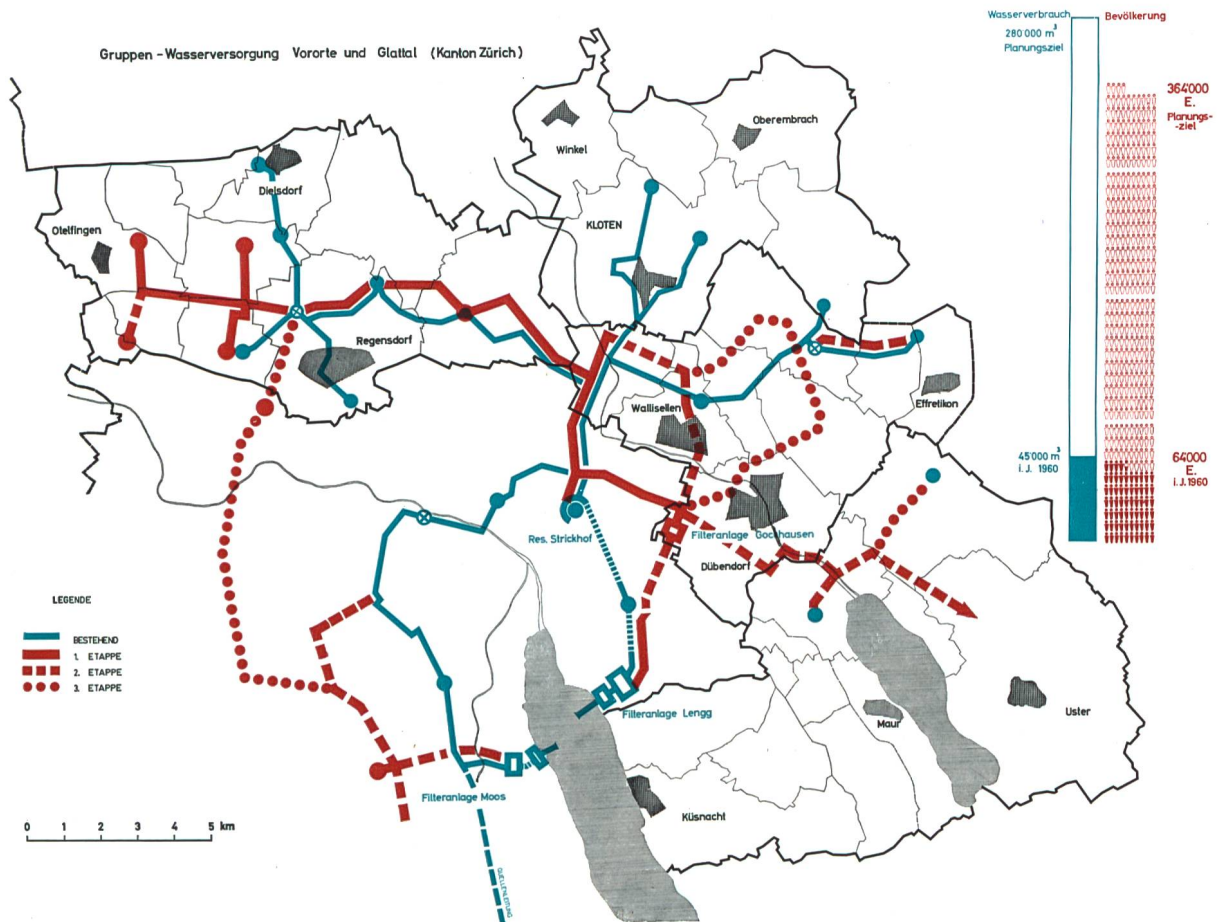 Gruppen-Wasserversorgung Vororte und Glattal (Kanton Zürich)
Wasserverbrauch
280'000 m³
Planungsziel
Bevölkerung
364'000
E.
Planungs-
-ziel
45'000 m³
i. J. 1960
64000
E.
i. J. 1960
Winkel
Oberembrach
Dielsdorf
Otelfingen
KLOTEN
Regensdorf
Wallisellen
Effretikon
Res. Strickhof
Filteranlage Gockhausen
Dübendorf
LEGENDE
BESTEHEND
1. ETAPPE
2. ETAPPE
3. ETAPPE
Filteranlage Lengg
Maur
Uster
Filteranlage Moos
Küsnacht
QUELLENLEITUNG
0 1 2 3 4 5 km